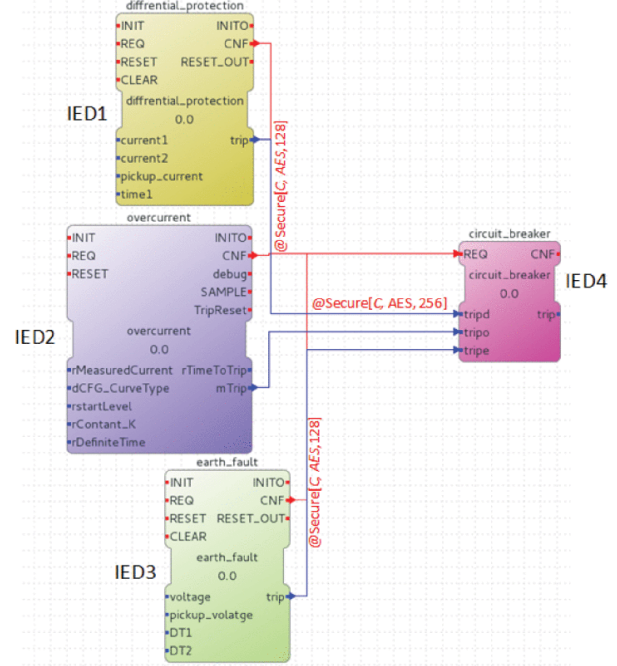 diffrential_protection
INIT INITO
REQ CNF
RESET RESET_OUT
CLEAR
IED1
diffrential_protection
0.0
current1 trip
current2
pickup_current
time1
@Secure[C, AES,128]
overcurrent
INIT INITO
REQ CNF
RESET debug
SAMPLE
TripReset
IED2
overcurrent
0.0
rMeasuredCurrent rTimeToTrip
dCFG_CurveType mTrip
rstartLevel
rContant_K
rDefiniteTime
circuit_breaker
REQ CNF
circuit_breaker
0.0
IED4
@Secure[C, AES, 256]
tripd trip
tripo
tripe
earth_fault
INIT INITO
REQ CNF
RESET RESET_OUT
CLEAR
IED3
earth_fault
0.0
voltage trip
pickup_volatge
DT1
DT2
@Secure[C, AES,128]